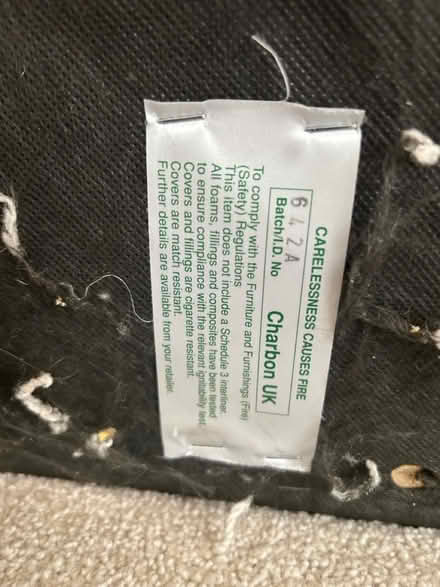 CARELESSNESS CAUSES FIRE
Batch/I.D. No Charbon UK
642A
To comply with the Furniture and Furnishings (Fire)
(Safety) Regulations
This item does not include a Schedule 3 interliner.
All foams, fillings and composites have been tested
to ensure compliance with the relevant ignitability test.
Covers and fillings are cigarette resistant.
Covers are match resistant.
Further details are available from your retailer.